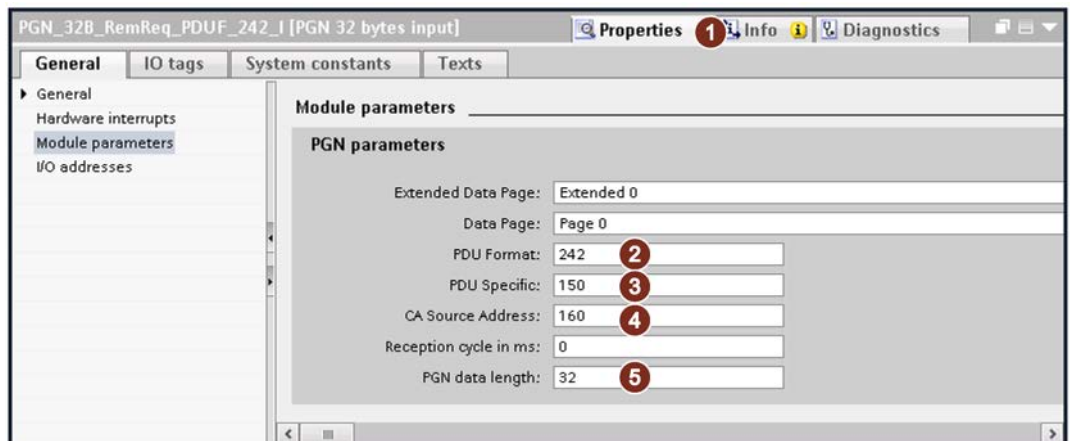 PGN_32B_RemReq_PDUF_242_I [PGN 32 bytes input] Properties 1 Info Diagnostics
General IO tags System constants Texts
General
Hardware interrupts
Module parameters
I/O addresses
Module parameters
PGN parameters
Extended Data Page: Extended 0
Data Page: Page 0
PDU Format: 242 2
PDU Specific: 150 3
CA Source Address: 160 4
Reception cycle in ms: 0
PGN data length: 32 5